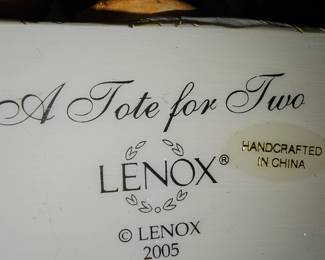 A Tote for Two
LENOX®
HANDCRAFTED
IN CHINA
© LENOX
2005